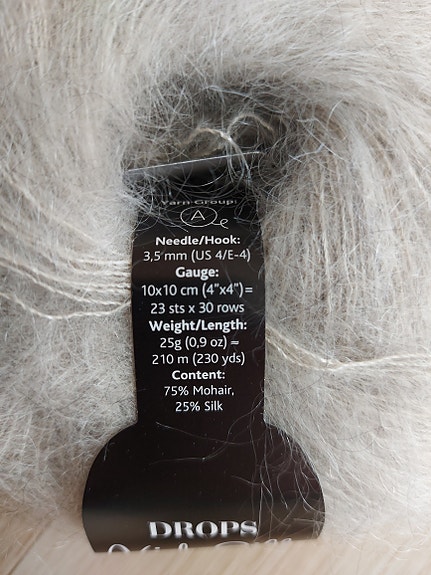 Yarn Group:
A
Needle/Hook:
3,5 mm (US 4/E-4)
Gauge:
10x10 cm (4"x4")=
23 sts x 30 rows
Weight/Length:
25g (0,9 oz) ≈
210 m (230 yds)
Content:
75% Mohair,
25% Silk
DROPS